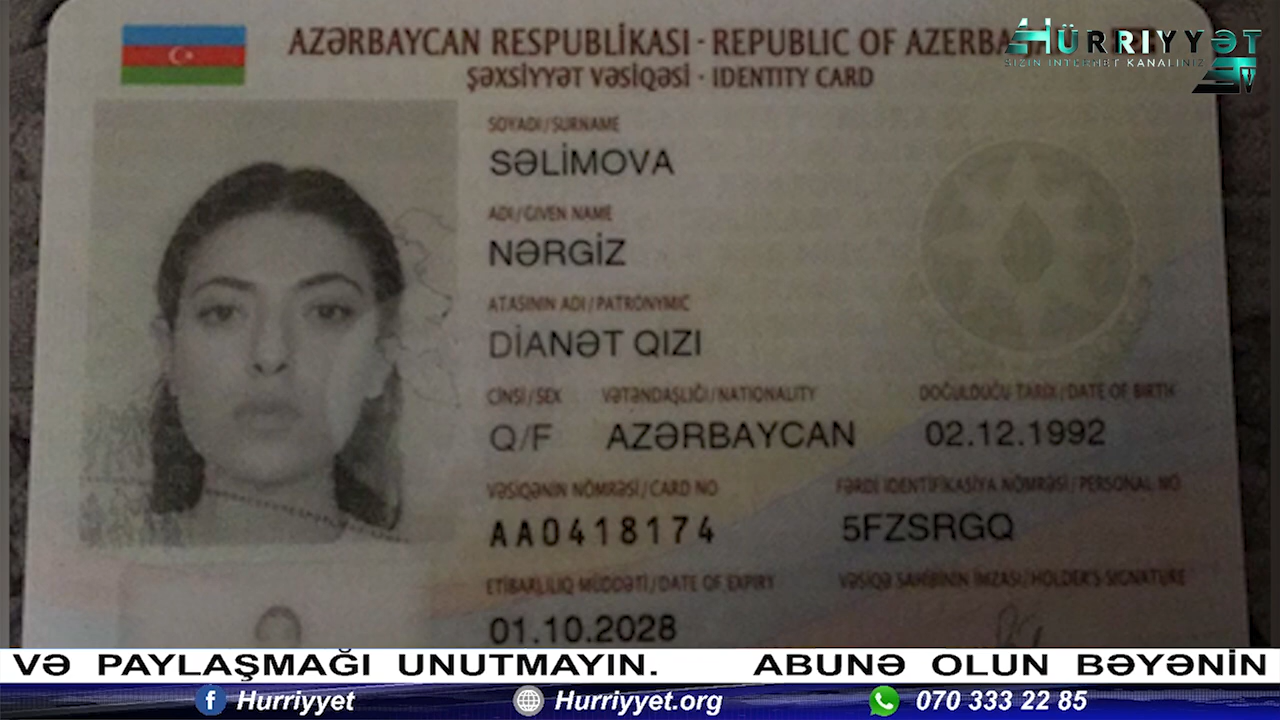 AZƏRBAYCAN RESPUBLİKASI - REPUBLIC OF
ŞƏXSİYYƏT VƏSİQƏSİ - IDENTITY CARD
HÜRRIYYƏT
SIZIN INTERNET KANALINIZ
TV
SOYADI/SURNAME
SƏLİMOVA
ADI/GIVEN NAME
NƏRGİZ
ATASININ ADI/PATRONYMIC
DİANƏT QIZI
CİNSİ/SEX VƏTƏNDAŞLIĞI/NATIONALITY DOĞULDUĞU TARİX/DATE OF BIRTH
Q/F AZƏRBAYCAN 02.12.1992
VƏSİQƏNİN NÖMRƏSİ/CARD NO FƏRDİ İDENTİFİKASİYA NÖMRƏSİ/PERSONAL NO
AA0418174 5FZSRGQ
ETİBARLILIQ MÜDDƏTİ/DATE OF EXPIRY VƏSİQƏ SAHİBİNİN İMZASI/HOLDER'S SIGNATURE
01.10.2028
VƏ PAYLAŞMAĞI UNUTMAYIN. ABUNƏ OLUN BƏYƏNİN
Hurriyyet Hurriyyet.org 070 333 22 85